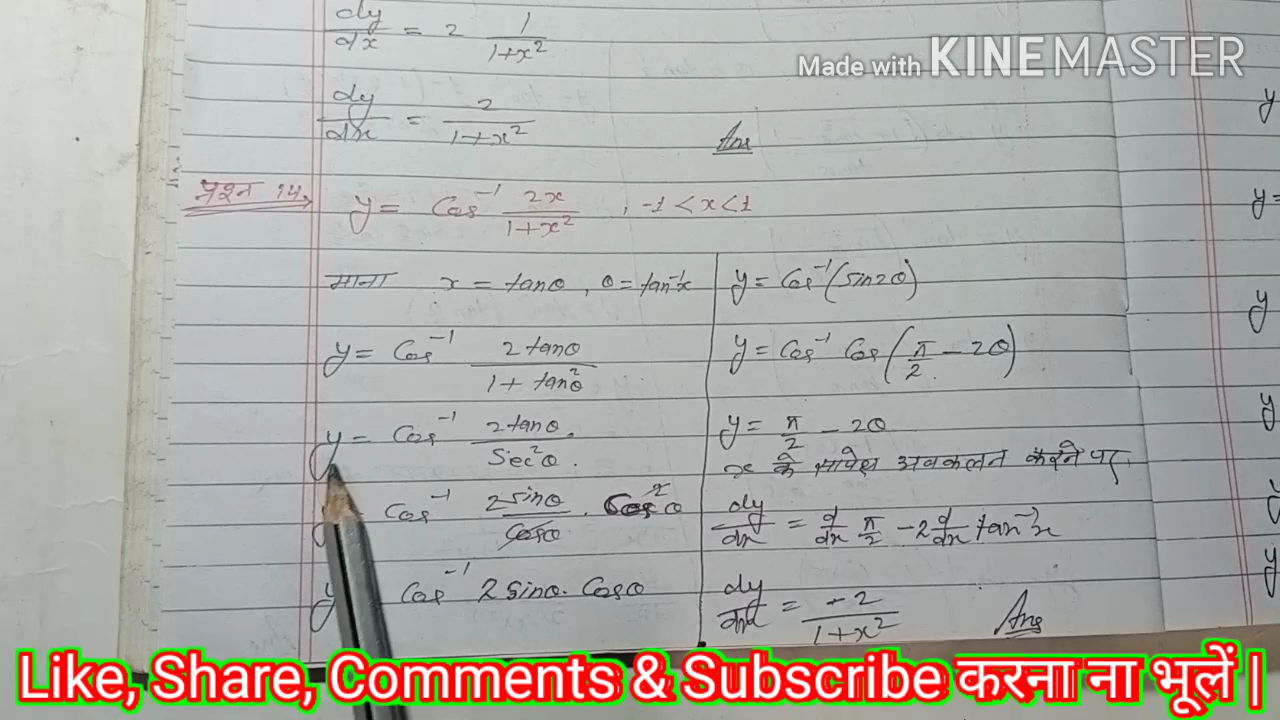 dy/dx = 2 1/(1+x²)
Made with KINEMASTER
dy/dx = 2/(1+x²)
Ans
प्रश्न 14→ y = Cos⁻¹ 2x/(1+x²) , -1 < x < 1
माना x = tanθ , θ = tan⁻¹x
y = Cos⁻¹ 2tanθ/(1+tan²θ)
y = Cos⁻¹ 2tanθ/Sec²θ.
Cos⁻¹ 2sinθ/Cosθ . Cos²θ
y Cos⁻¹ 2sinθ.Cosθ
y = Cos⁻¹(sin2θ)
y = Cos⁻¹ Cos(π/2 - 2θ)
y = π/2 - 2θ
x के सापेक्ष अवकलन करने पर
dy/dx = d/dx π/2 - 2 d/dx tan⁻¹x
dy/dx = -2/(1+x²) Ans
y
y =
y
y
y
y
Like, Share, Comments & Subscribe करना ना भूलें |